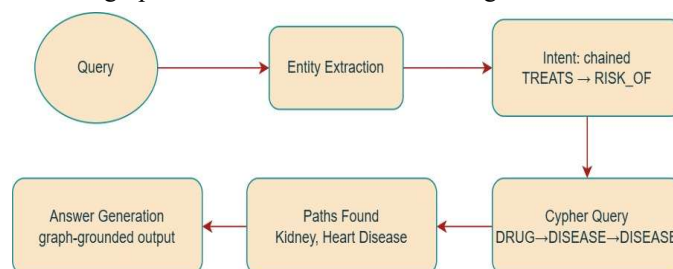 Query
Entity Extraction
Intent: chained
TREATS → RISK_OF
Cypher Query
DRUG→DISEASE→DISEASE
Paths Found
Kidney, Heart Disease
Answer Generation
graph-grounded output